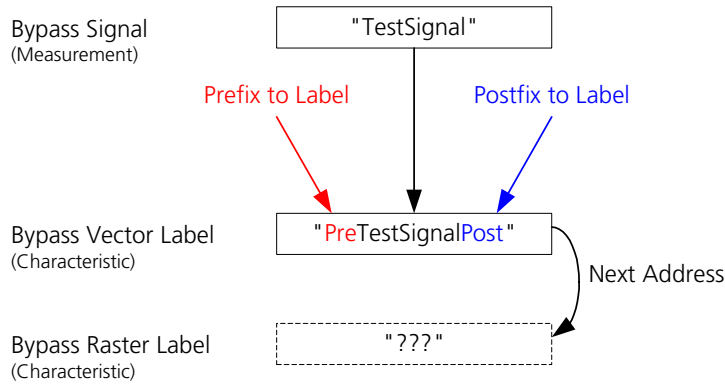 Bypass Signal
(Measurement)
"TestSignal"
Prefix to Label
Postfix to Label
Bypass Vector Label
(Characteristic)
"PreTestSignalPost"
Next Address
Bypass Raster Label
(Characteristic)
"???"